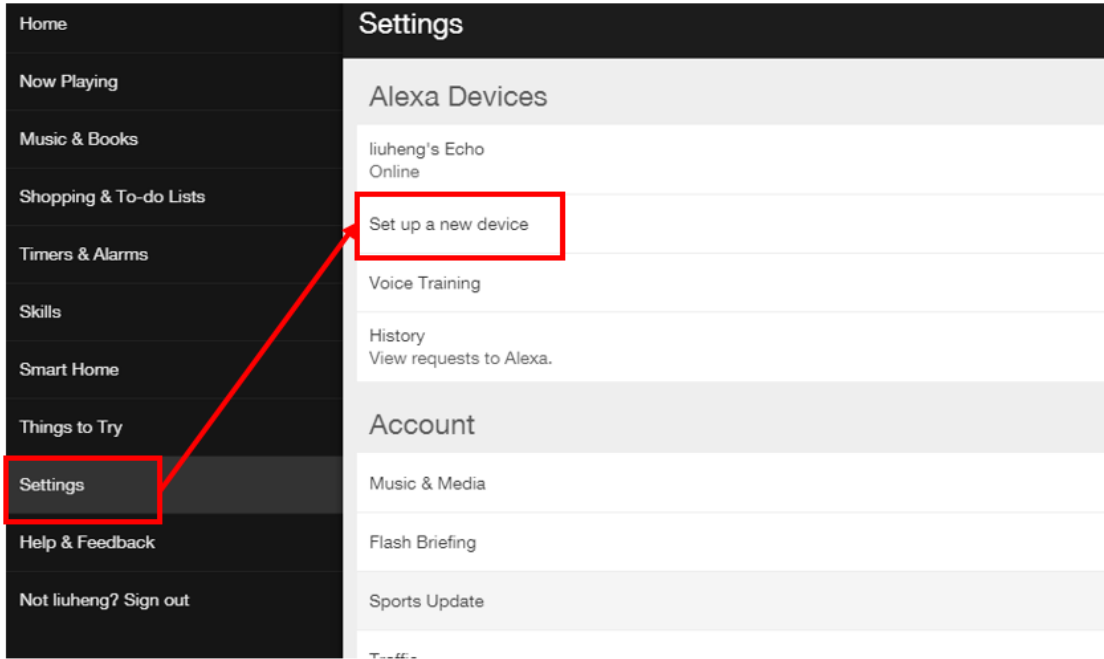 Home
Now Playing
Music & Books
Shopping & To-do Lists
Timers & Alarms
Skills
Smart Home
Things to Try
Settings
Help & Feedback
Not liuheng? Sign out
Settings
Alexa Devices
liuheng's Echo
Online
Set up a new device
Voice Training
History
View requests to Alexa.
Account
Music & Media
Flash Briefing
Sports Update
Traffic